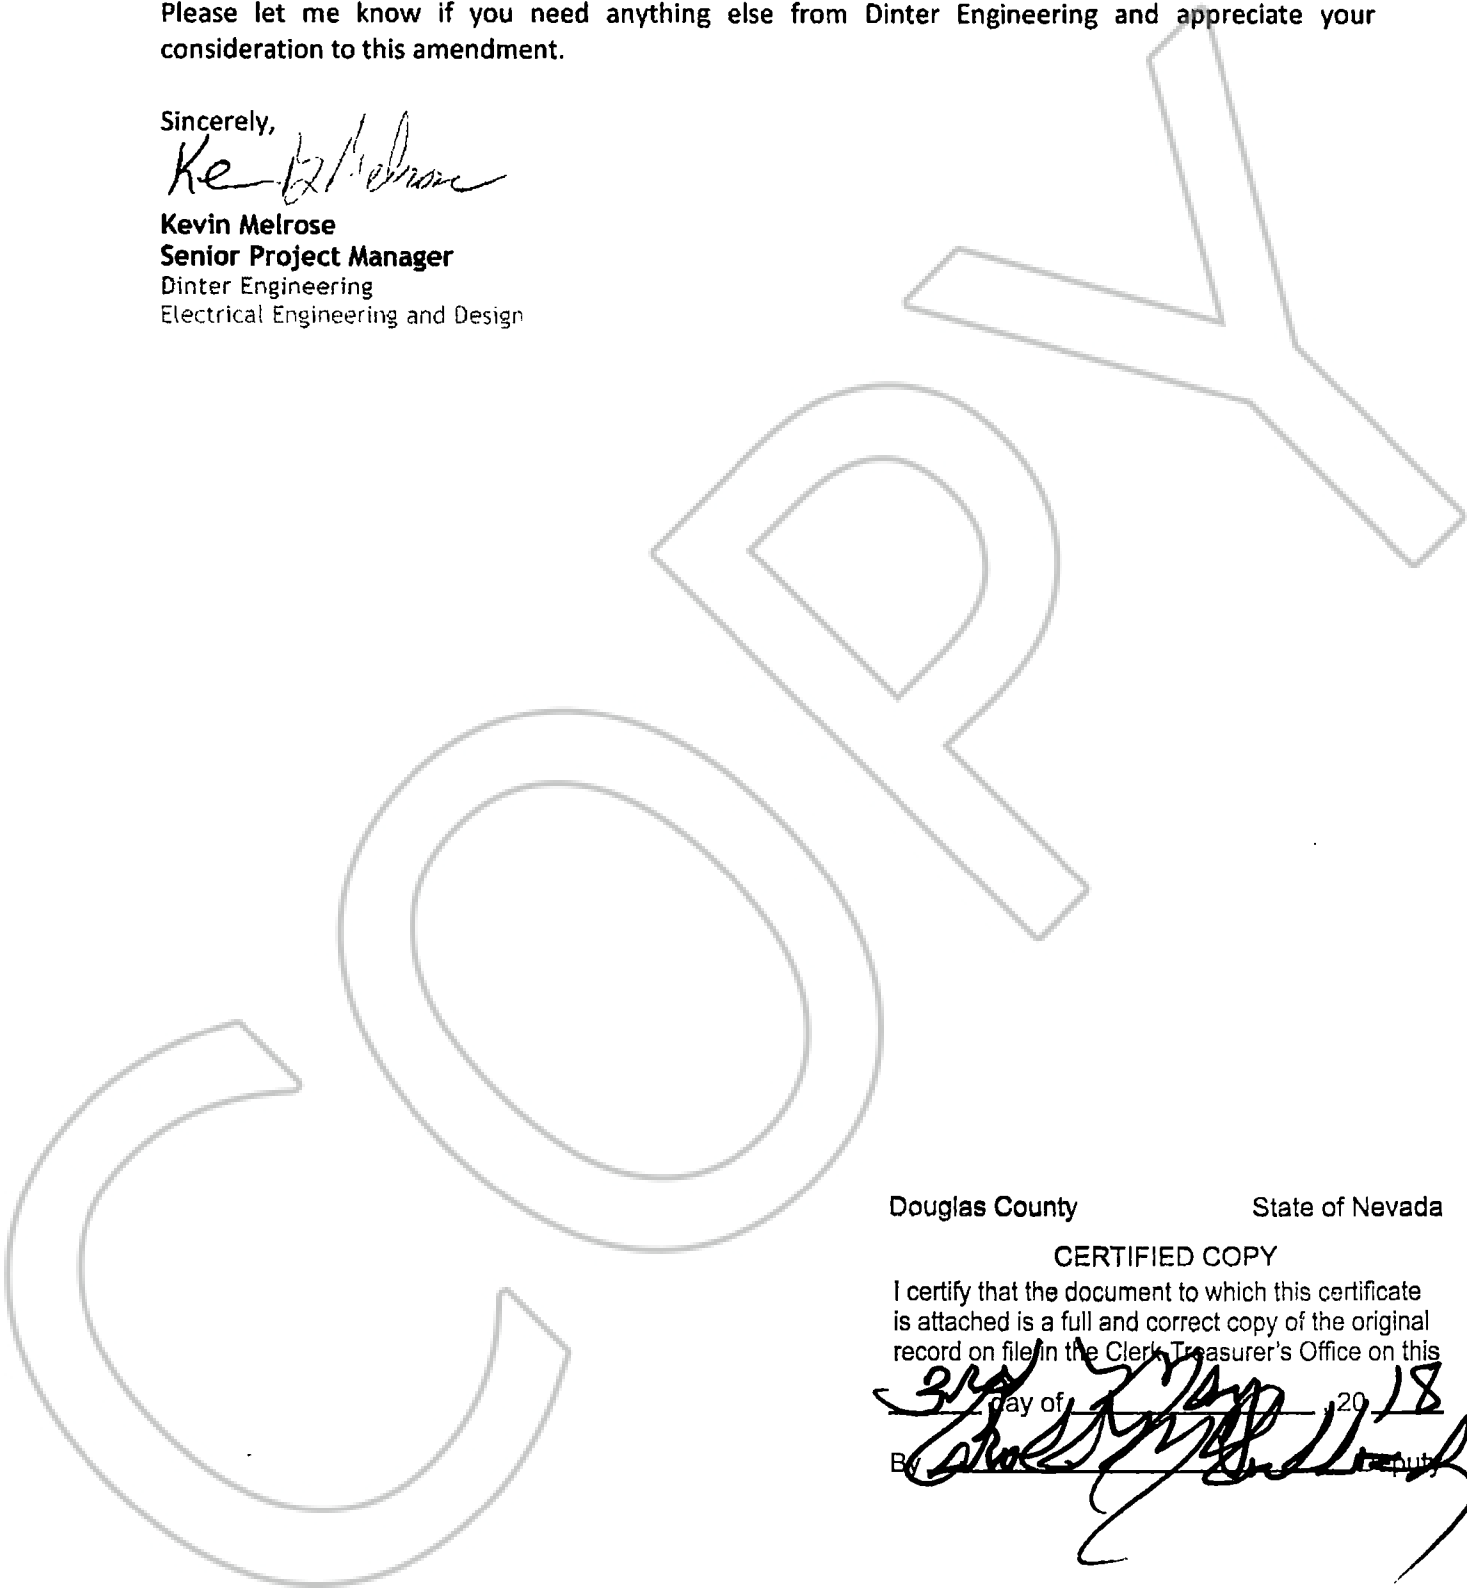 Please let me know if you need anything else from Dinter Engineering and appreciate your
consideration to this amendment.
Sincerely,
Kevin Melrose
Senior Project Manager
Dinter Engineering
Electrical Engineering and Design
COPY
Douglas County State of Nevada
CERTIFIED COPY
I certify that the document to which this certificate
is attached is a full and correct copy of the original
record on file in the Clerk-Treasurer's Office on this
3rd day of May, 20 18
By Deputy